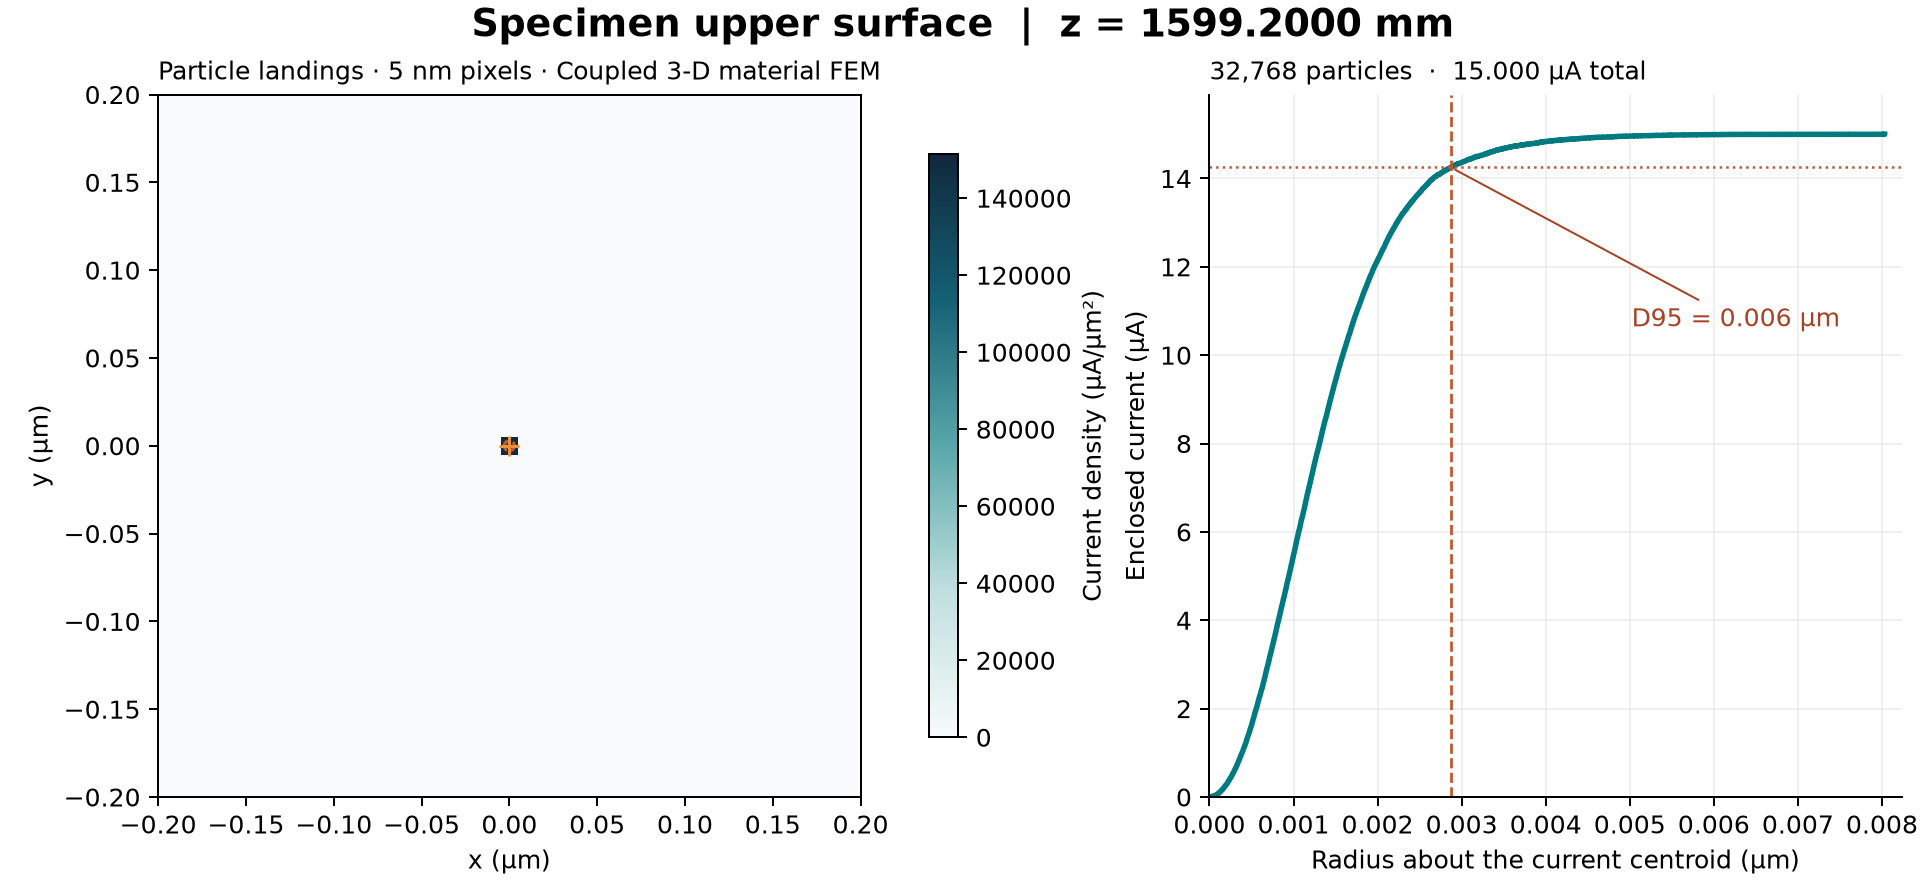 Specimen upper surface | z = 1599.2000 mm
Particle landings · 5 nm pixels · Coupled 3-D material FEM
0.20
0.15
0.10
0.05
0.00
−0.05
−0.10
−0.15
−0.20
y (µm)
−0.20 −0.15 −0.10 −0.05 0.00 0.05 0.10 0.15 0.20
x (µm)
140000
120000
100000
80000
60000
40000
20000
0
Current density (µA/µm²)
32,768 particles · 15.000 µA total
14
12
10
8
6
4
2
0
Enclosed current (µA)
D95 = 0.006 µm
0.000 0.001 0.002 0.003 0.004 0.005 0.006 0.007 0.008
Radius about the current centroid (µm)